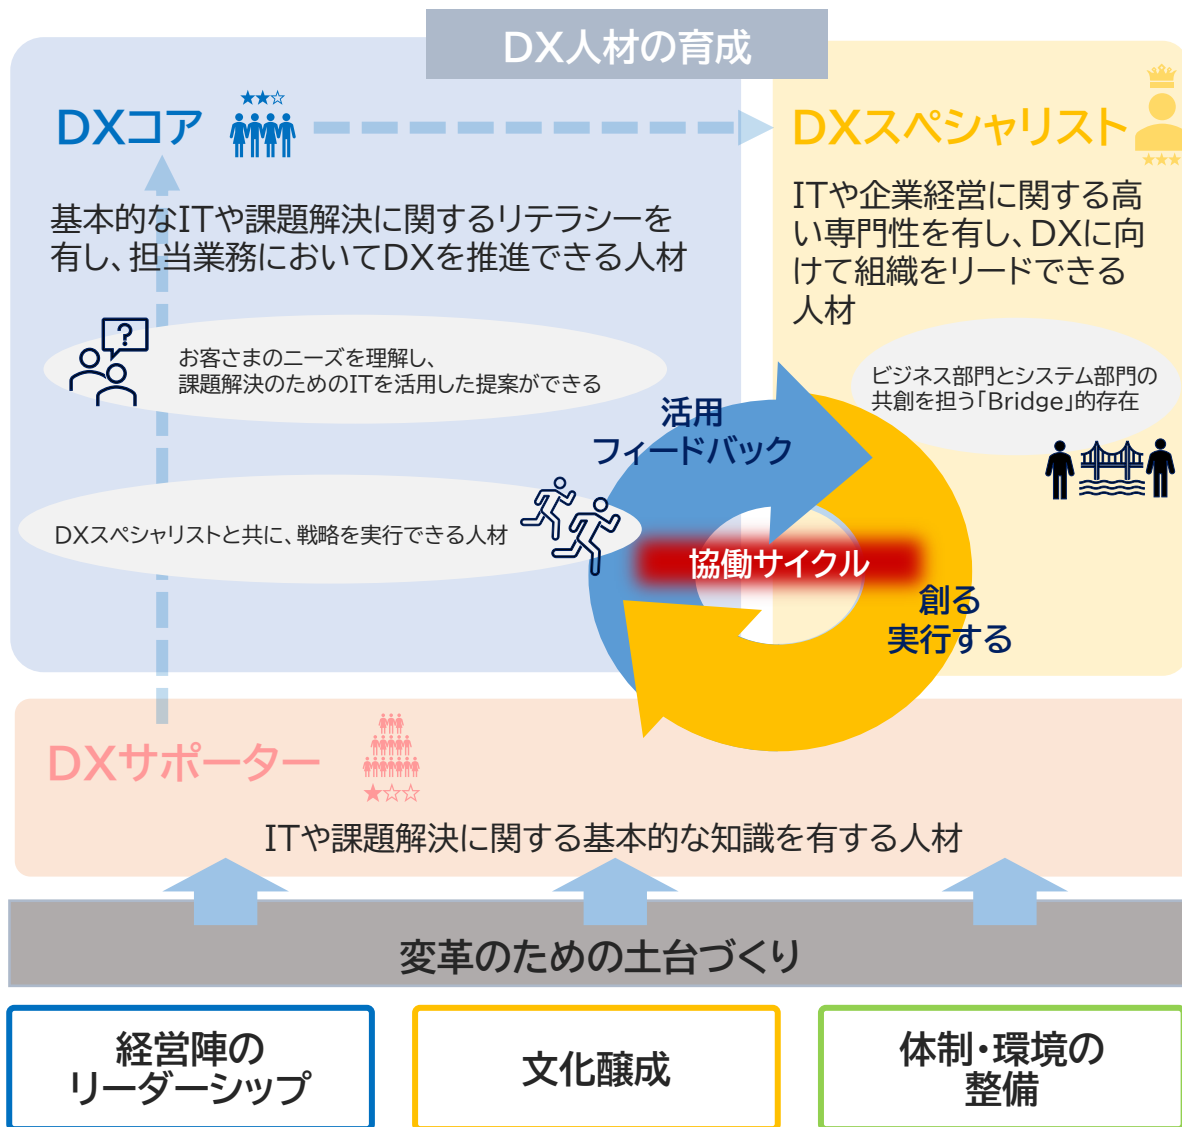 DX人材の育成
DXコア
★★☆
基本的なITや課題解決に関するリテラシーを
有し、担当業務においてDXを推進できる人材
?
お客さまのニーズを理解し、
課題解決のためのITを活用した提案ができる
DXスペシャリストと共に、戦略を実行できる人材
DXスペシャリスト
★★★
ITや企業経営に関する高
い専門性を有し、DXに向
けて組織をリードできる
人材
ビジネス部門とシステム部門の
共創を担う「Bridge」的存在
活用
フィードバック
協働サイクル
創る
実行する
DXサポーター
★☆☆
ITや課題解決に関する基本的な知識を有する人材
変革のための土台づくり
経営陣の
リーダーシップ
文化醸成
体制・環境の
整備